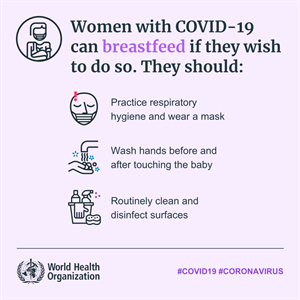 Women with COVID-19
can breastfeed if they wish
to do so. They should:
Practice respiratory
hygiene and wear a mask
Wash hands before and
after touching the baby
Routinely clean and
disinfect surfaces
World Health
Organization
#COVID19 #CORONAVIRUS